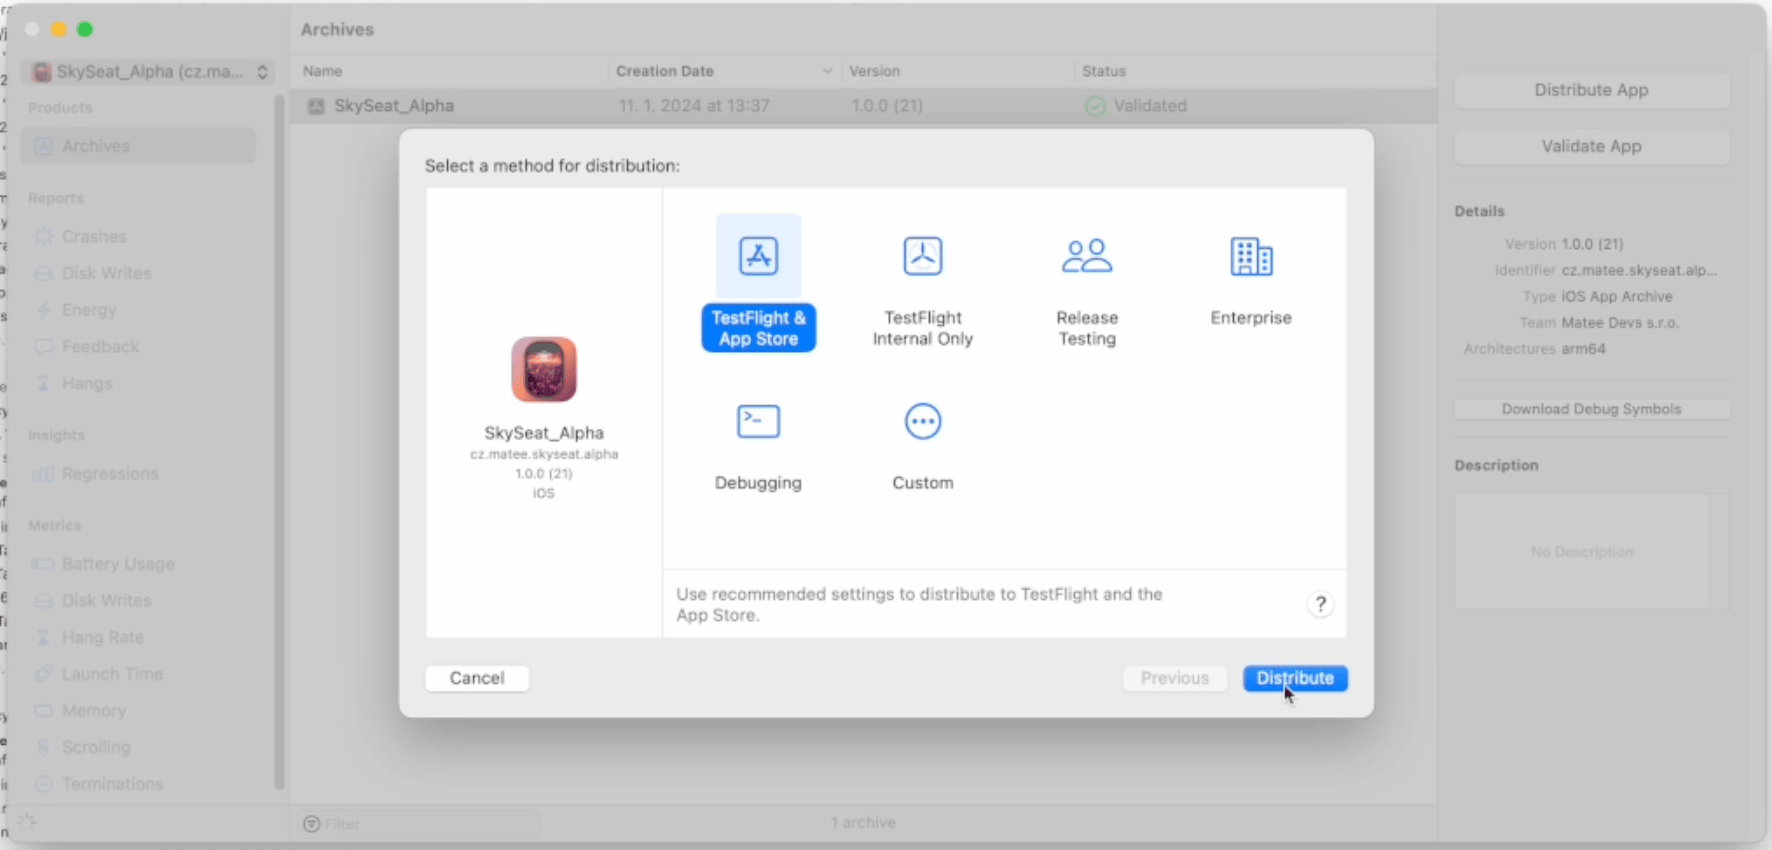 Archives
SkySeat_Alpha (cz.ma...
Name
Creation Date
Version
Status
SkySeat_Alpha
11. 1. 2024 at 13:37
1.0.0 (21)
Validated
Products
Archives
Reports
Crashes
Disk Writes
Energy
Feedback
Hangs
Insights
Regressions
Metrics
Battery Usage
Disk Writes
Hang Rate
Launch Time
Memory
Scrolling
Terminations
Select a method for distribution:
SkySeat_Alpha
cz.matee.skyseat.alpha
1.0.0 (21)
iOS
TestFlight &
App Store
TestFlight
Internal Only
Release
Testing
Enterprise
Debugging
Custom
Use recommended settings to distribute to TestFlight and the
App Store.
?
Cancel
Previous
Distribute
Filter
1 archive
Distribute App
Validate App
Details
Version 1.0.0 (21)
Identifier cz.matee.skyseat.alp...
Type iOS App Archive
Team Matee Devs s.r.o.
Architectures arm64
Download Debug Symbols
Description
No Description